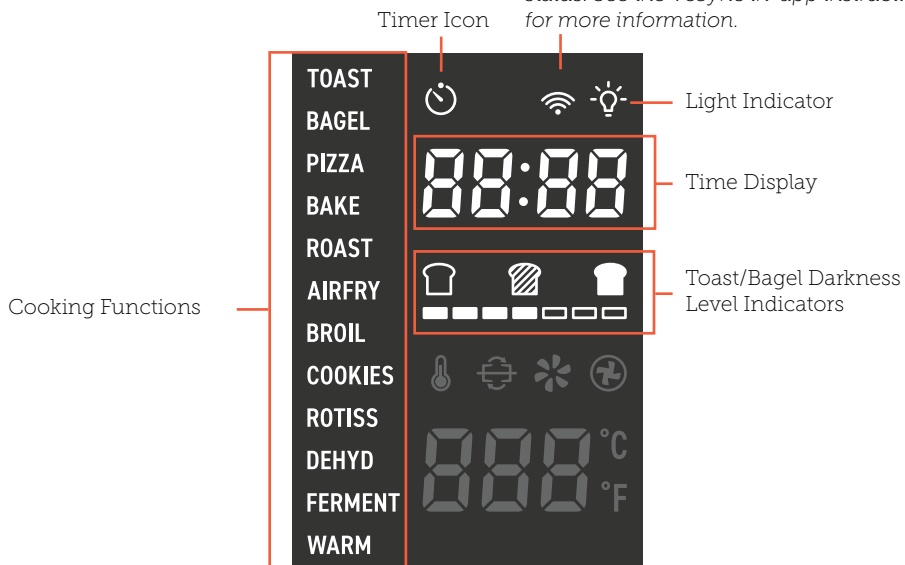 for more information.
Timer Icon
TOAST
BAGEL
PIZZA
BAKE
ROAST
AIRFRY
BROIL
COOKIES
ROTISS
DEHYD
FERMENT
WARM
88:88
888
°C
°F
Light Indicator
Time Display
Toast/Bagel Darkness
Level Indicators
Cooking Functions